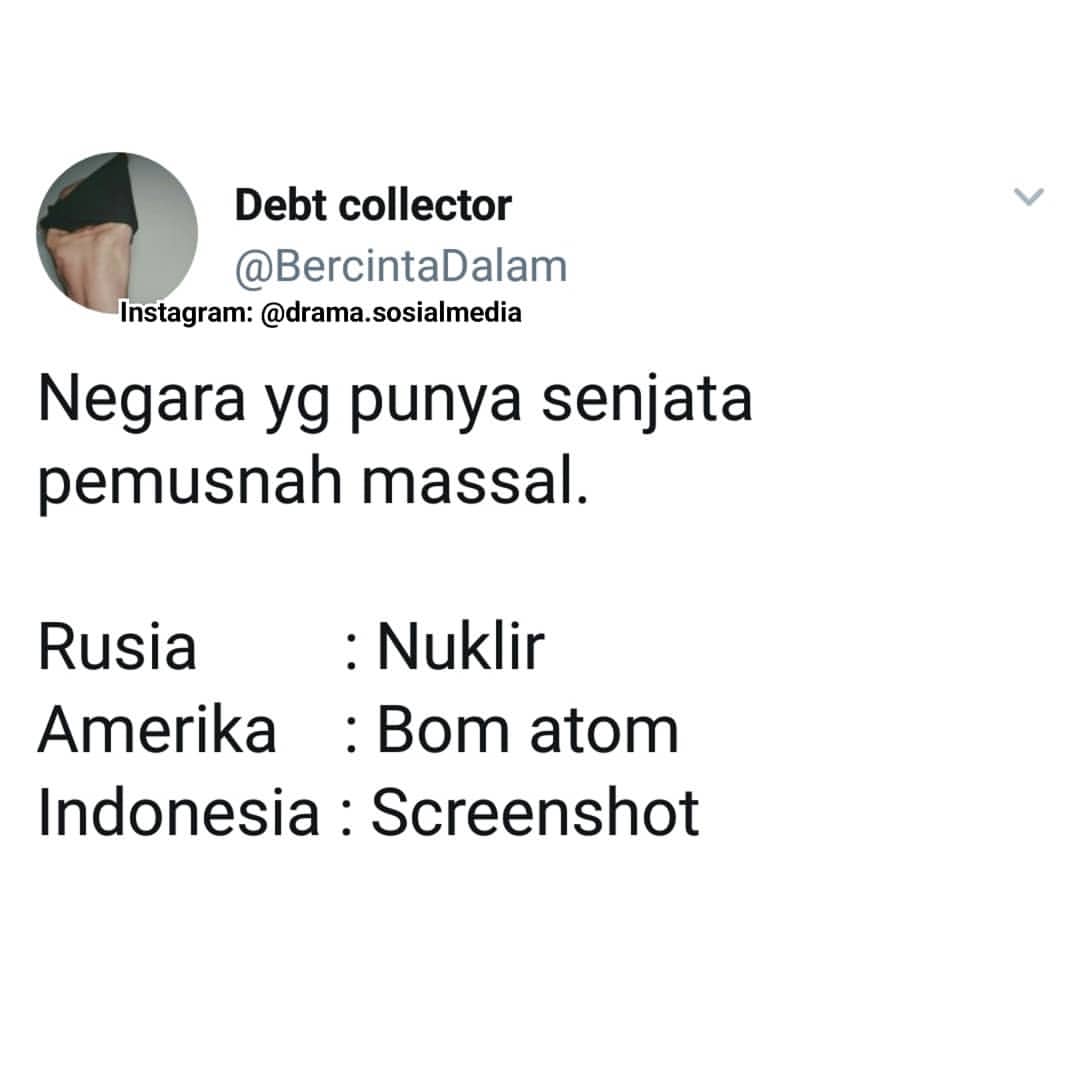 Debt collector
@BercintaDalam
Instagram: @drama.sosialmedia
Negara yg punya senjata
pemusnah massal.
Rusia : Nuklir
Amerika : Bom atom
Indonesia : Screenshot